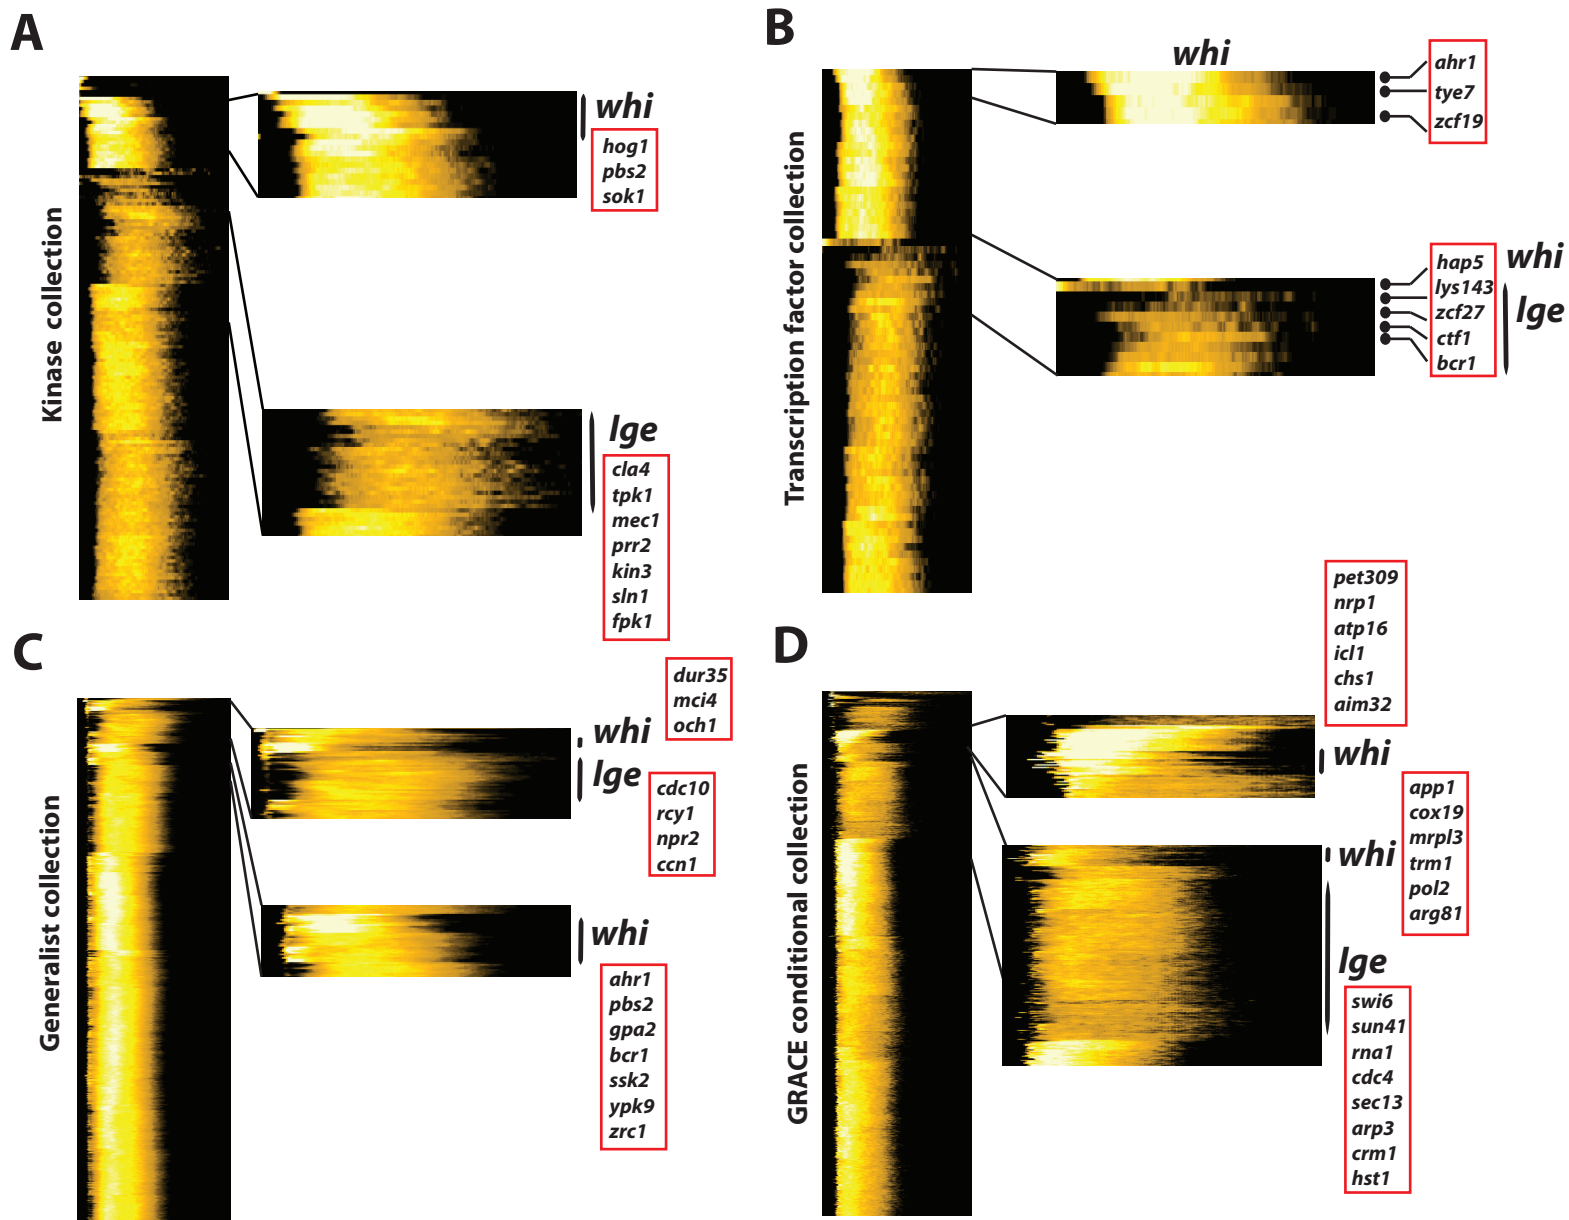 A
Kinase collection
whi
hog1
pbs2
sok1
lge
cla4
tpk1
mec1
prr2
kin3
sln1
fpk1
B
Transcription factor collection
whi
ahr1
tye7
zcf19
hap5
lys143
zcf27
ctf1
bcr1
whi
lge
C
Generalist collection
dur35
mci4
och1
whi
lge
cdc10
rcy1
npr2
ccn1
whi
ahr1
pbs2
gpa2
bcr1
ssk2
ypk9
zrc1
D
GRACE conditional collection
pet309
nrp1
atp16
icl1
chs1
aim32
whi
app1
cox19
mrpl3
trm1
pol2
arg81
whi
lge
swi6
sun41
rna1
cdc4
sec13
arp3
crm1
hst1